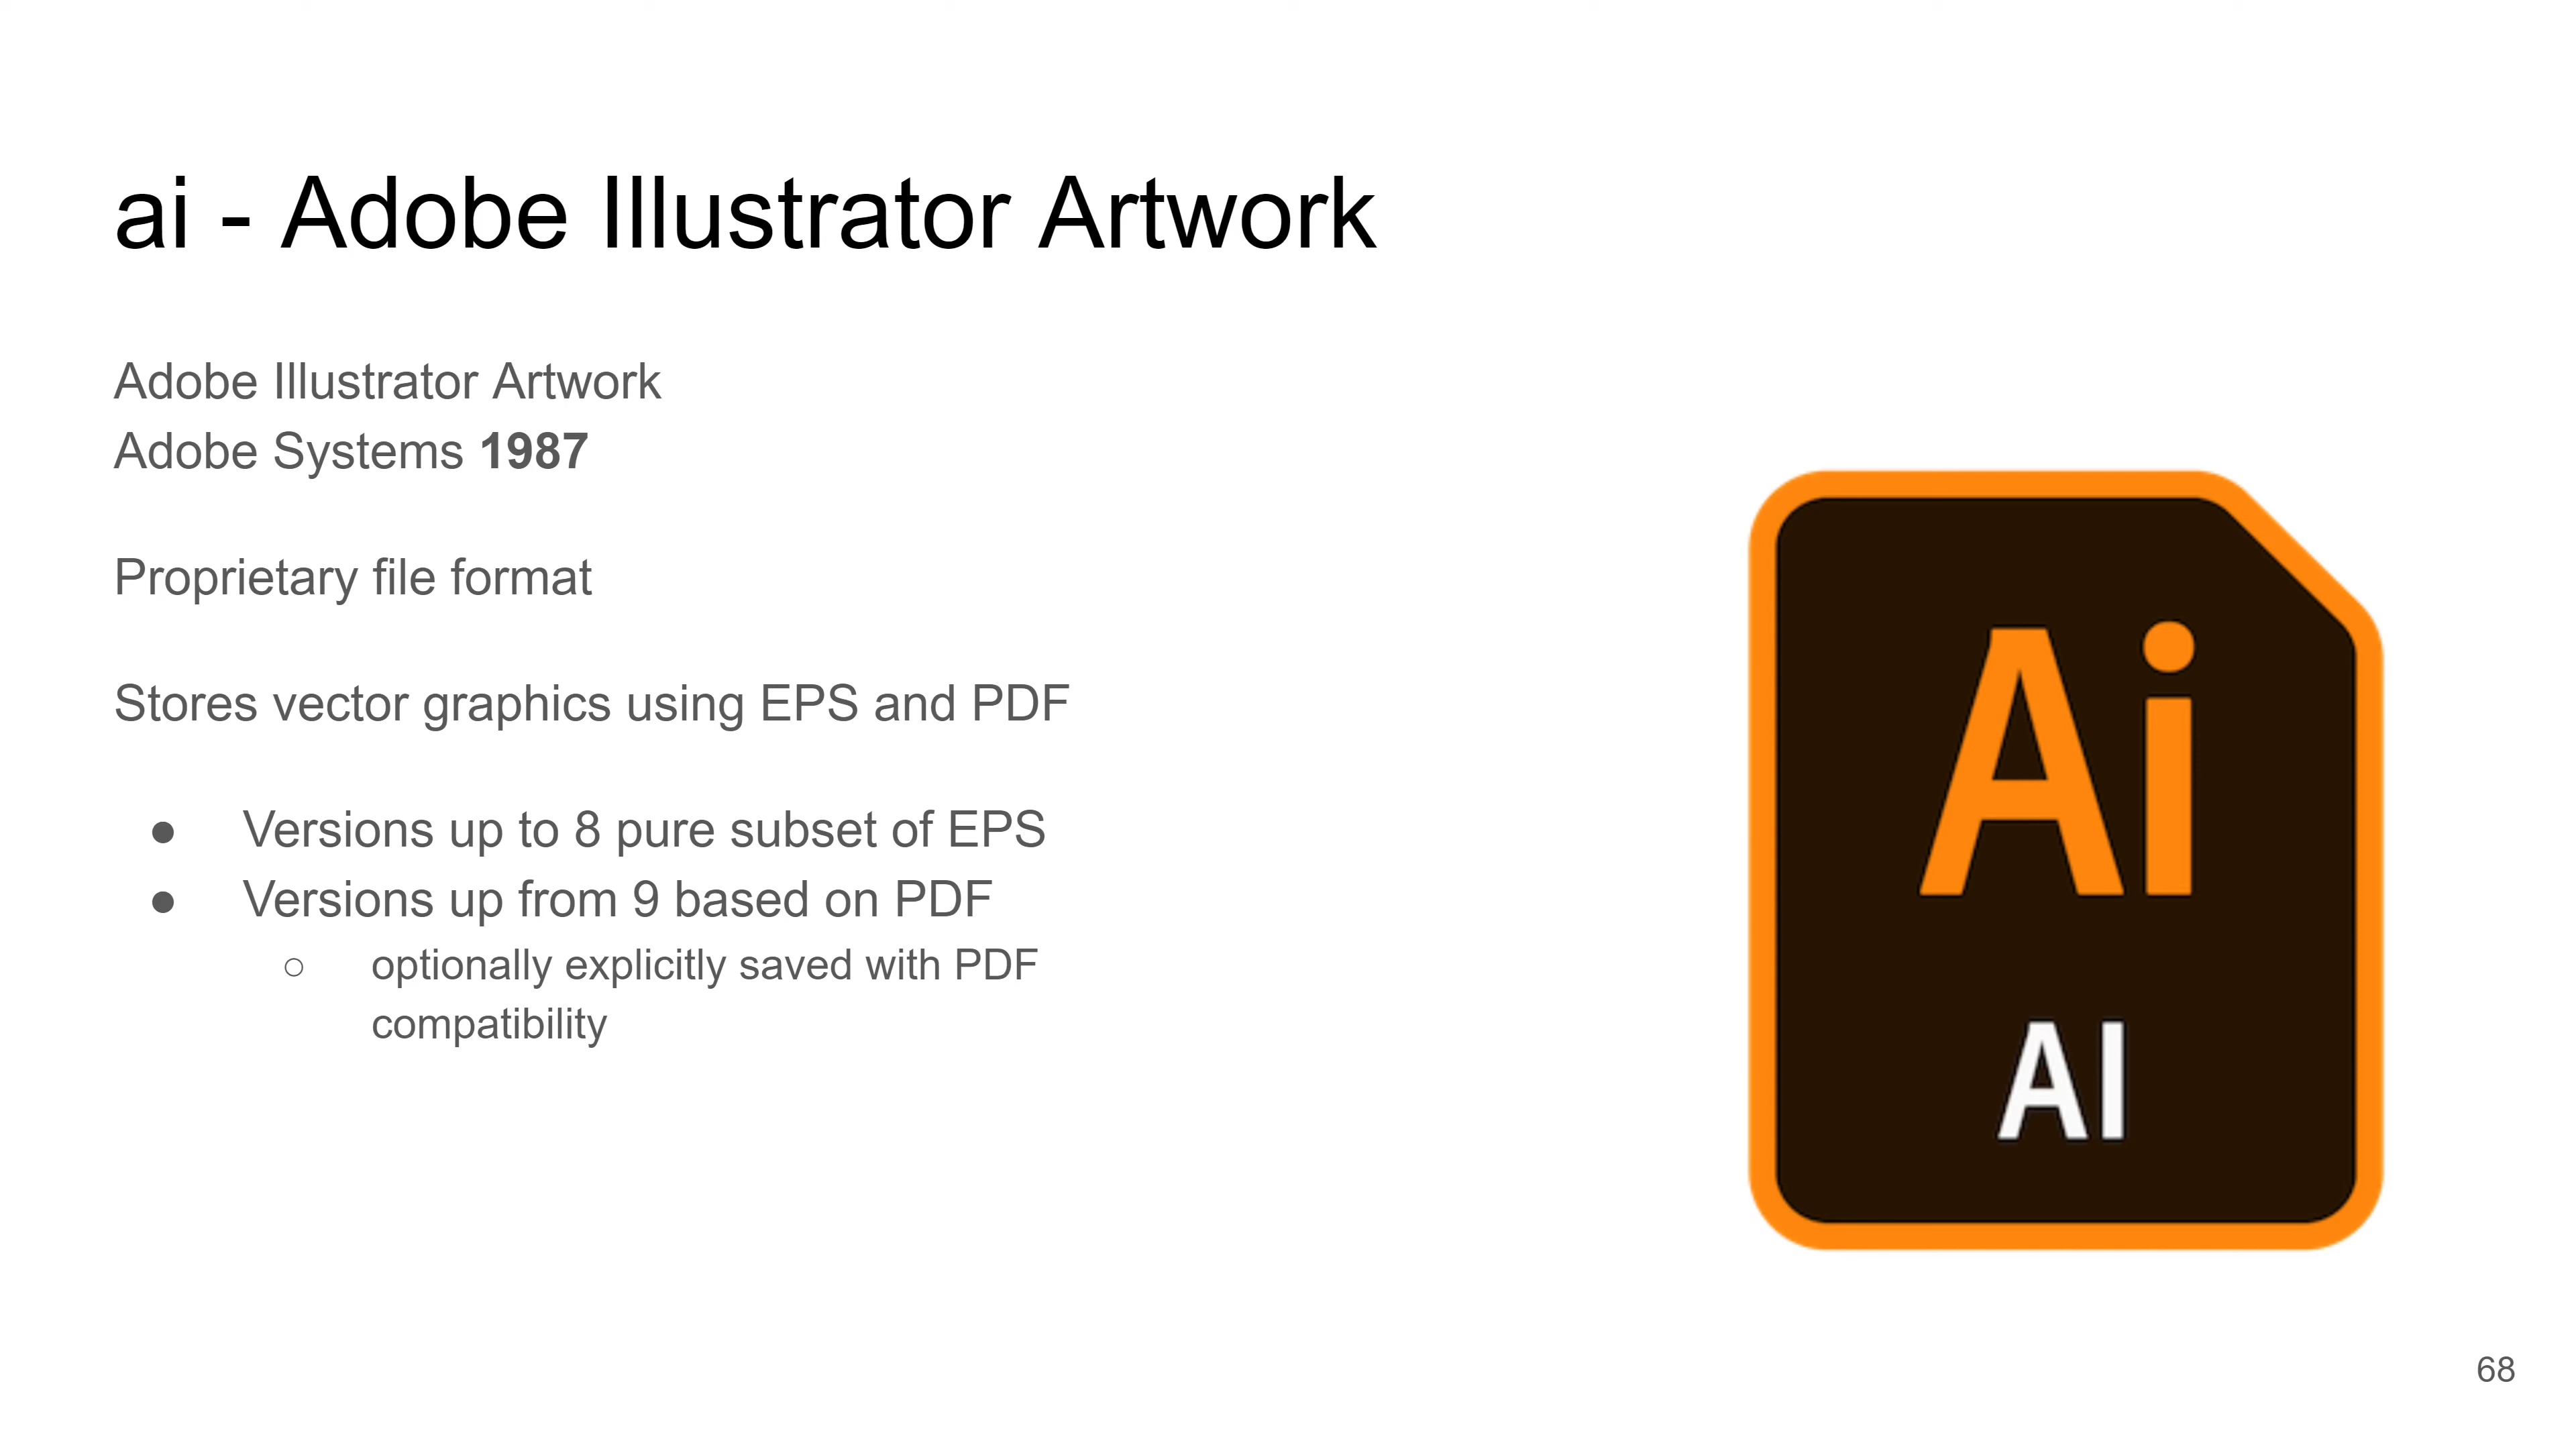 ai - Adobe Illustrator Artwork
Adobe Illustrator Artwork
Adobe Systems 1987
Proprietary file format
Stores vector graphics using EPS and PDF
● Versions up to 8 pure subset of EPS
● Versions up from 9 based on PDF
○ optionally explicitly saved with PDF
compatibility
Ai
AI
68